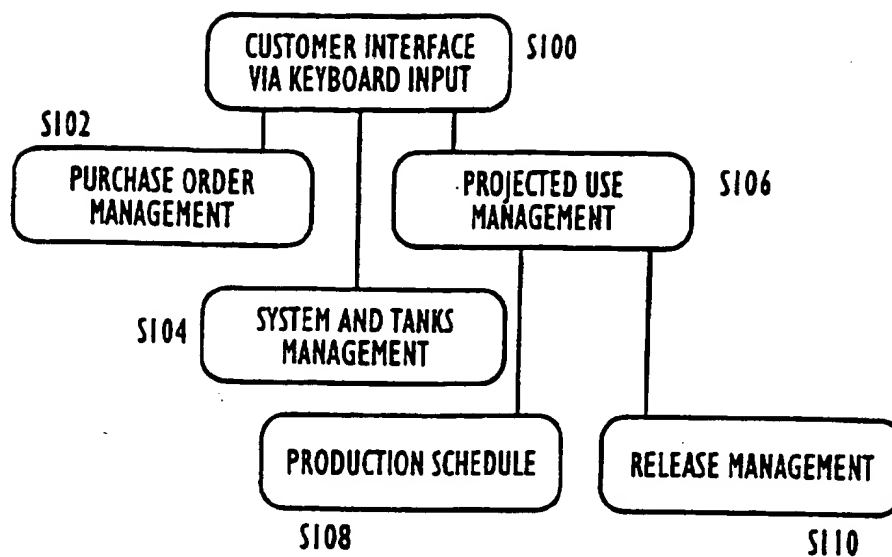 CUSTOMER INTERFACE
VIA KEYBOARD INPUT
S100
S102
PURCHASE ORDER
MANAGEMENT
PROJECTED USE
MANAGEMENT
S106
S104
SYSTEM AND TANKS
MANAGEMENT
PRODUCTION SCHEDULE
RELEASE MANAGEMENT
S108
S110